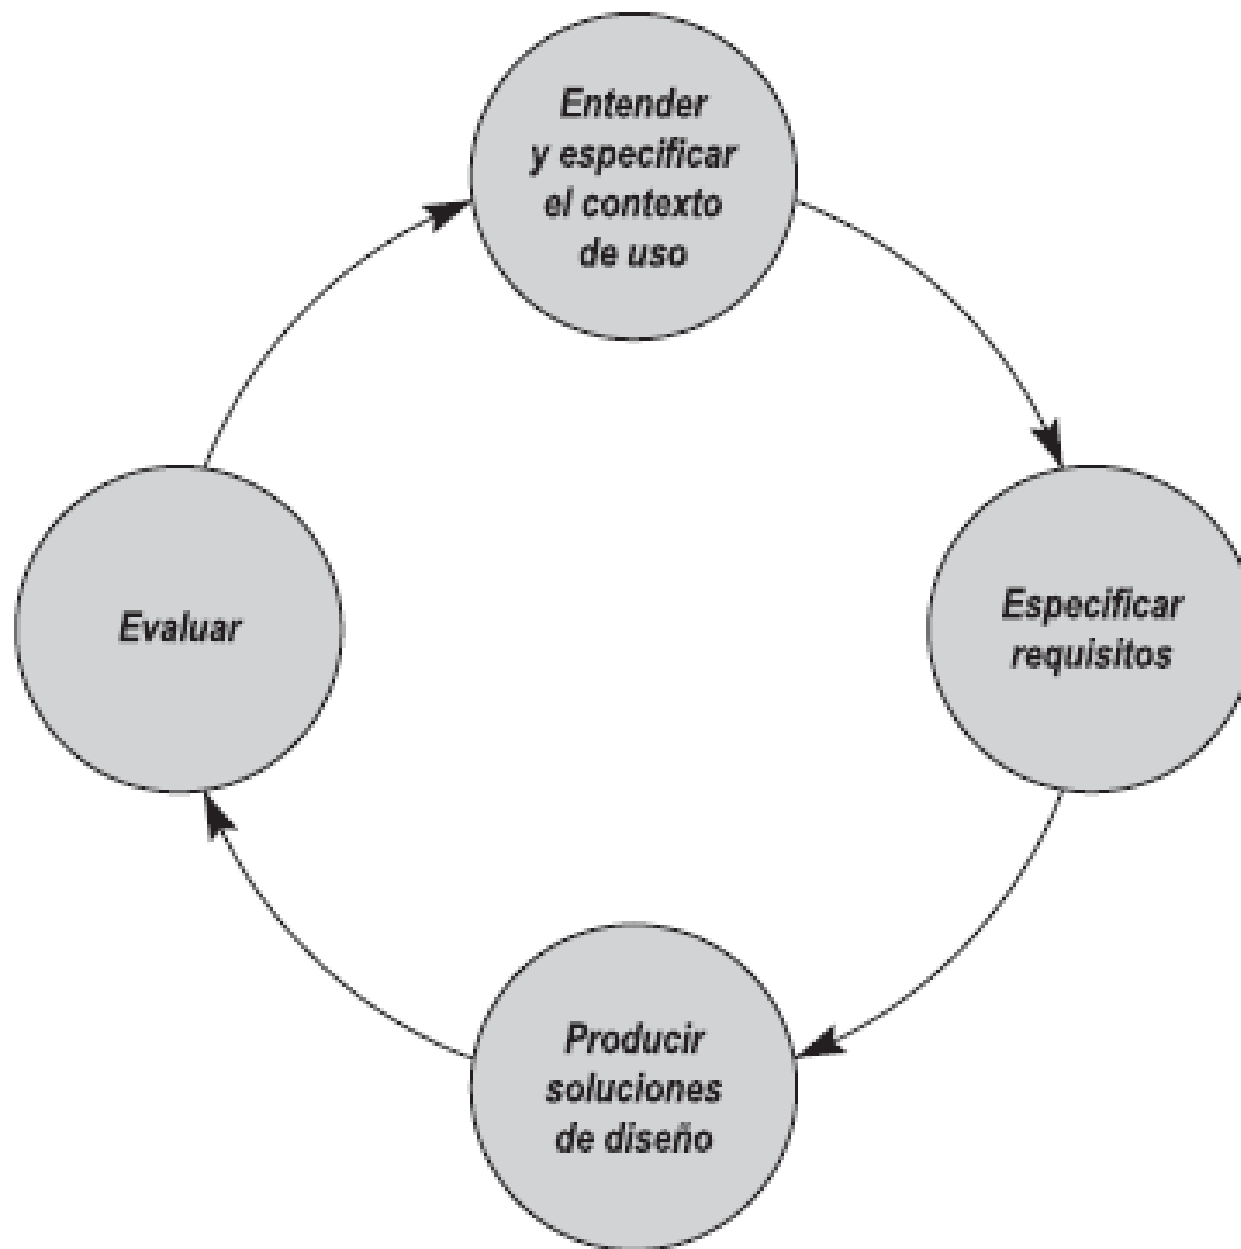 Entender
y especificar
el contexto
de uso
Evaluar
Especificar
requisitos
Producir
soluciones
de diseño